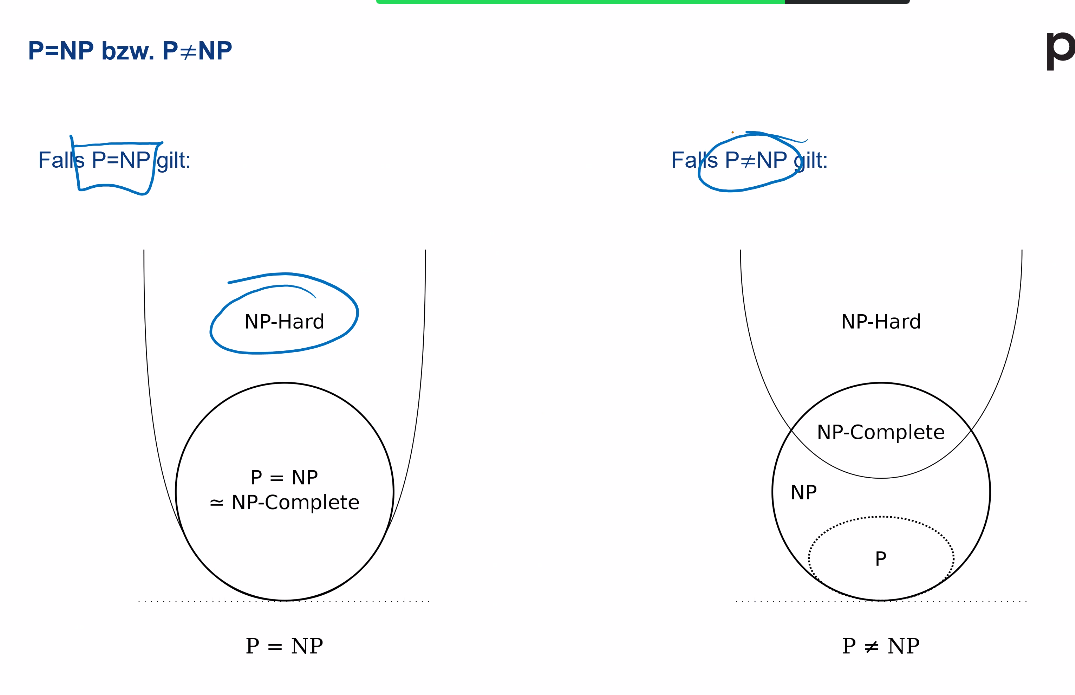 P=NP bzw. P≠NP
p
Falls P=NP gilt:
Falls P≠NP gilt:
NP-Hard
P = NP
≃ NP-Complete
P = NP
NP-Hard
NP-Complete
NP
P
P ≠ NP